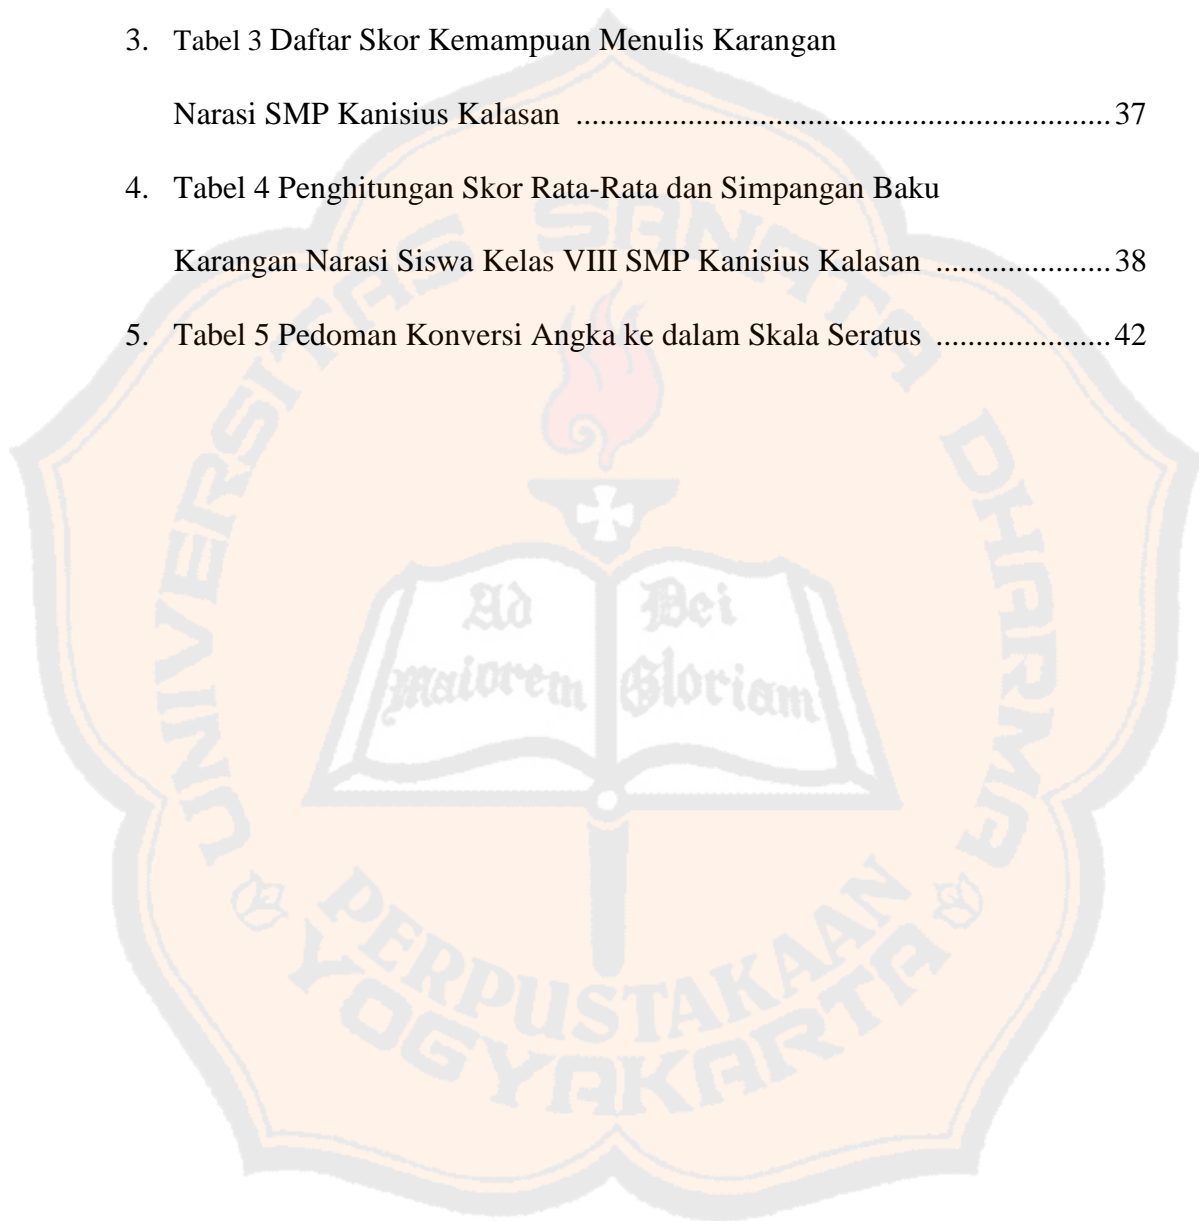 3. Tabel 3 Daftar Skor Kemampuan Menulis Karangan
Narasi SMP Kanisius Kalasan ................................................................... 37
4. Tabel 4 Penghitungan Skor Rata-Rata dan Simpangan Baku
Karangan Narasi Siswa Kelas VIII SMP Kanisius Kalasan ...................... 38
5. Tabel 5 Pedoman Konversi Angka ke dalam Skala Seratus ...................... 42
UNIVERSITAS SANATA DHARMA
Ad Dei
Maiorem Gloriam
PERPUSTAKAAN
YOGYAKARTA